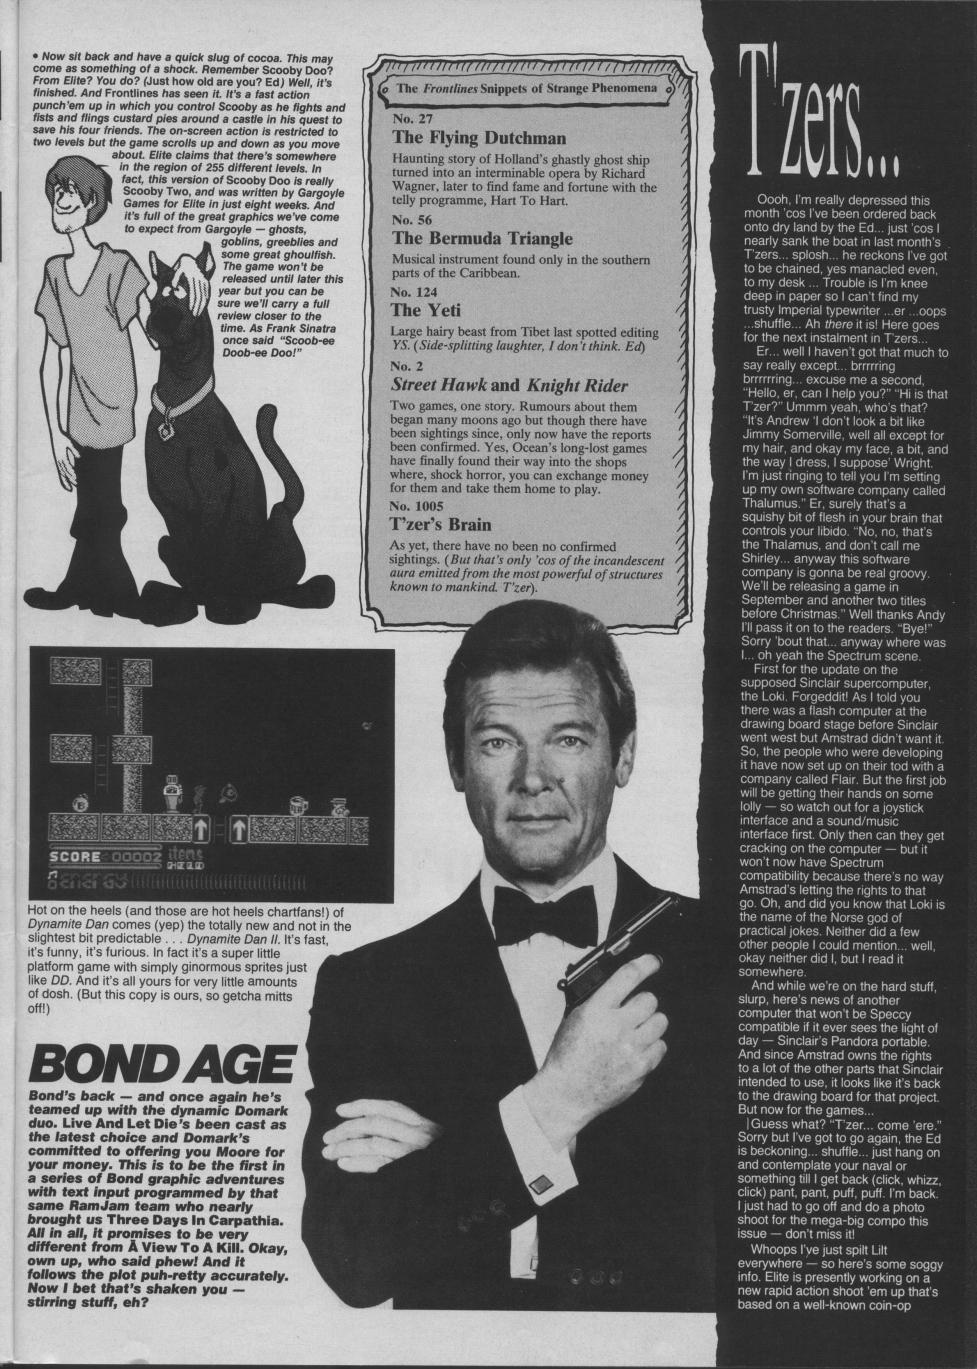 • Now sit back and have a quick slug of cocoa. This may
come as something of a shock. Remember Scooby Doo?
From Elite? You do? (Just how old are you? Ed) Well, it's
finished. And Frontlines has seen it. It's a fast action
punch'em up in which you control Scooby as he fights and
fists and flings custard pies around a castle in his quest to
save his four friends. The on-screen action is restricted to
two levels but the game scrolls up and down as you move
about. Elite claims that there's somewhere
in the region of 255 different levels. In
fact, this version of Scooby Doo is really
Scooby Two, and was written by Gargoyle
Games for Elite in just eight weeks. And
it's full of the great graphics we've come
to expect from Gargoyle — ghosts,
goblins, greeblies and
some great ghoulfish.
The game won't be
released until later this
year but you can be
sure we'll carry a full
review closer to the
time. As Frank Sinatra
once said "Scoob-ee
Doob-ee Doo!"
The Frontlines Snippets of Strange Phenomena
No. 27
The Flying Dutchman
Haunting story of Holland's ghastly ghost ship
turned into an interminable opera by Richard
Wagner, later to find fame and fortune with the
telly programme, Hart To Hart.
No. 56
The Bermuda Triangle
Musical instrument found only in the southern
parts of the Caribbean.
No. 124
The Yeti
Large hairy beast from Tibet last spotted editing
YS. (Side-splitting laughter, I don't think. Ed)
No. 2
Street Hawk and Knight Rider
Two games, one story. Rumours about them
began many moons ago but though there have
been sightings since, only now have the reports
been confirmed. Yes, Ocean's long-lost games
have finally found their way into the shops
where, shock horror, you can exchange money
for them and take them home to play.
No. 1005
T'zer's Brain
As yet, there have no been no confirmed
sightings. (But that's only 'cos of the incandescent
aura emitted from the most powerful of structures
known to mankind. T'zer).
SCORE 00002 items
ENERGY
Hot on the heels (and those are hot heels chartfans!) of
Dynamite Dan comes (yep) the totally new and not in the
slightest bit predictable . . . Dynamite Dan II. It's fast,
it's funny, it's furious. In fact it's a super little
platform game with simply ginormous sprites just
like DD. And it's all yours for very little amounts
of dosh. (But this copy is ours, so getcha mitts
off!)
BOND AGE
Bond's back — and once again he's
teamed up with the dynamic Domark
duo. Live And Let Die's been cast as
the latest choice and Domark's
committed to offering you Moore for
your money. This is to be the first in
a series of Bond graphic adventures
with text input programmed by that
same RamJam team who nearly
brought us Three Days In Carpathia.
All in all, it promises to be very
different from A View To A Kill. Okay,
own up, who said phew! And it
follows the plot puh-retty accurately.
Now I bet that's shaken you —
stirring stuff, eh?
T'zers...
Oooh, I'm really depressed this
month 'cos I've been ordered back
onto dry land by the Ed... just 'cos I
nearly sank the boat in last month's
T'zers... splosh... he reckons I've got
to be chained, yes manacled even,
to my desk ... Trouble is I'm knee
deep in paper so I can't find my
trusty Imperial typewriter ...er ...oops
...shuffle... Ah there it is! Here goes
for the next instalment in T'zers...
Er... well I haven't got that much to
say really except... brrrrring
brrrrrring... excuse me a second,
"Hello, er, can I help you?" "Hi is that
T'zer?" Ummm yeah, who's that?
"It's Andrew 'I don't look a bit like
Jimmy Somerville, well all except for
my hair, and okay my face, a bit, and
the way I dress, I suppose' Wright.
I'm just ringing to tell you I'm setting
up my own software company called
Thalumus." Er, surely that's a
squishy bit of flesh in your brain that
controls your libido. "No, no, that's
the Thalamus, and don't call me
Shirley... anyway this software
company is gonna be real groovy.
We'll be releasing a game in
September and another two titles
before Christmas." Well thanks Andy
I'll pass it on to the readers. "Bye!"
Sorry 'bout that... anyway where was
I... oh yeah the Spectrum scene.
First for the update on the
supposed Sinclair supercomputer,
the Loki. Forgeddit! As I told you
there was a flash computer at the
drawing board stage before Sinclair
went west but Amstrad didn't want it.
So, the people who were developing
it have now set up on their tod with a
company called Flair. But the first job
will be getting their hands on some
lolly — so watch out for a joystick
interface and a sound/music
interface first. Only then can they get
cracking on the computer — but it
won't now have Spectrum
compatibility because there's no way
Amstrad's letting the rights to that
go. Oh, and did you know that Loki is
the name of the Norse god of
practical jokes. Neither did a few
other people I could mention... well,
okay neither did I, but I read it
somewhere.
And while we're on the hard stuff,
slurp, here's news of another
computer that won't be Speccy
compatible if it ever sees the light of
day — Sinclair's Pandora portable.
And since Amstrad owns the rights
to a lot of the other parts that Sinclair
intended to use, it looks like it's back
to the drawing board for that project.
But now for the games...
Guess what? "T'zer... come 'ere."
Sorry but I've got to go again, the Ed
is beckoning... shuffle... just hang on
and contemplate your naval or
something till I get back (click, whizz,
click) pant, pant, puff, puff. I'm back.
I just had to go off and do a photo
shoot for the mega-big compo this
issue — don't miss it!
Whoops I've just spilt Lilt
everywhere — so here's some soggy
info. Elite is presently working on a
new rapid action shoot 'em up that's
based on a well-known coin-op